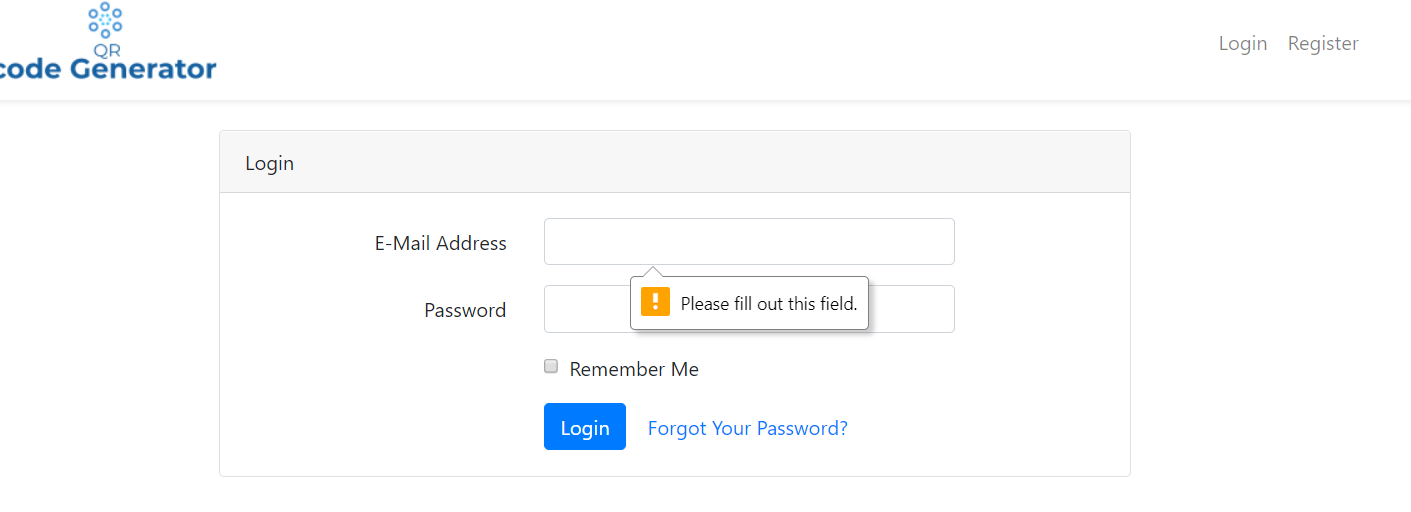 QR
code Generator
Login Register
Login
E-Mail Address
Please fill out this field.
Password
Remember Me
Login Forgot Your Password?